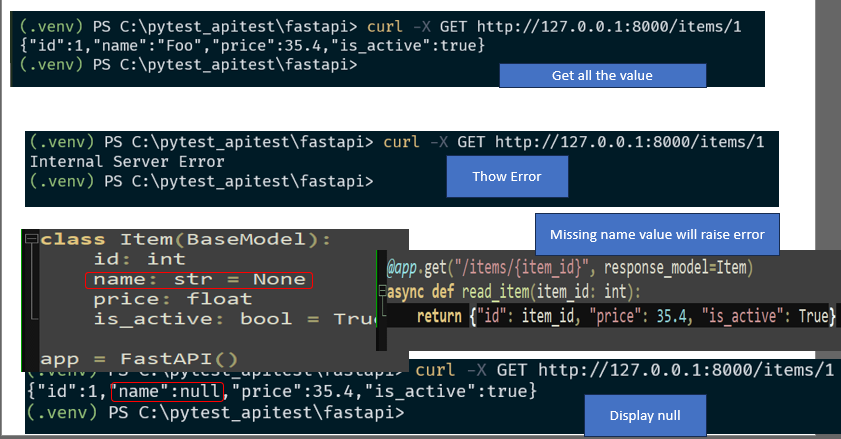 (.venv) PS C:\pytest_apitest\fastapi> curl -X GET http://127.0.0.1:8000/items/1
{"id":1,"name":"Foo","price":35.4,"is_active":true}
(.venv) PS C:\pytest_apitest\fastapi>
Get all the value
(.venv) PS C:\pytest_apitest\fastapi> curl -X GET http://127.0.0.1:8000/items/1
Internal Server Error
(.venv) PS C:\pytest_apitest\fastapi>
Thow Error
Missing name value will raise error
class Item(BaseModel):
id: int
name: str = None
price: float
is_active: bool = True
app = FastAPI()
@app.get("/items/{item_id}", response_model=Item)
async def read_item(item_id: int):
return {"id": item_id, "price": 35.4, "is_active": True}
(.venv) PS C:\pytest_apitest\fastapi> curl -X GET http://127.0.0.1:8000/items/1
{"id":1,"name":null,"price":35.4,"is_active":true}
(.venv) PS C:\pytest_apitest\fastapi>
Display null